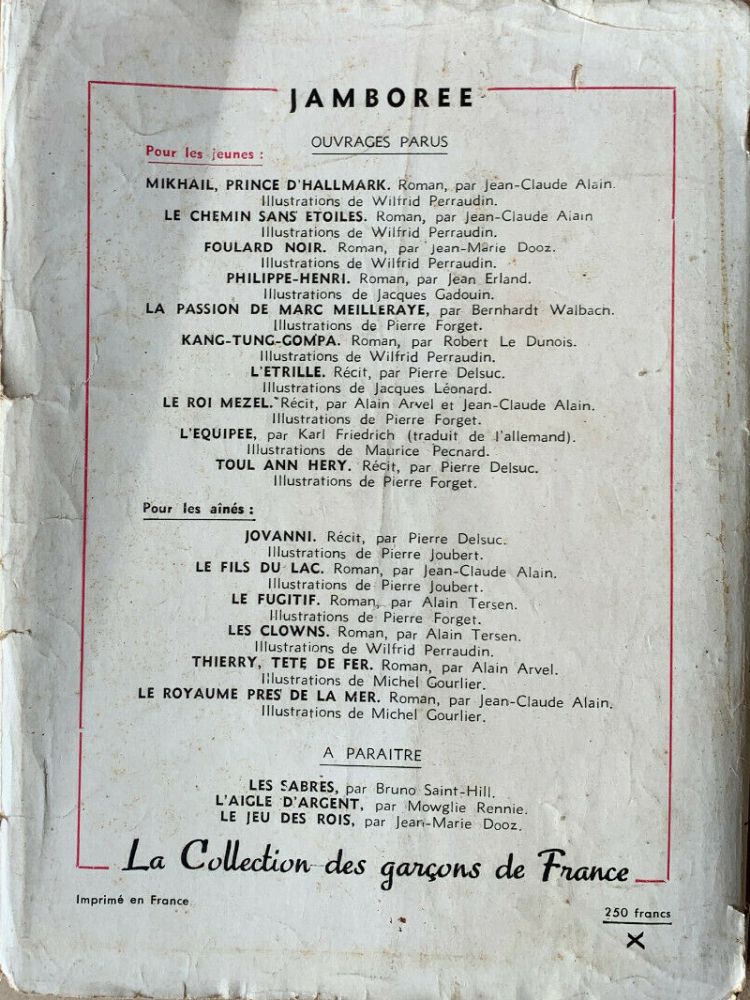 JAMBOREE
OUVRAGES PARUS
Pour les jeunes :
MIKHAIL, PRINCE D'HALLMARK. Roman, par Jean-Claude Alain.
Illustrations de Wilfrid Perraudin.
LE CHEMIN SANS ETOILES. Roman, par Jean-Claude Alain
Illustrations de Wilfrid Perraudin.
FOULARD NOIR. Roman, par Jean-Marie Dooz.
Illustrations de Wilfrid Perraudin.
PHILIPPE-HENRI. Roman, par Jean Erland.
Illustrations de Jacques Gadouin.
LA PASSION DE MARC MEILLERAYE, par Bernhardt Walbach.
Illustrations de Pierre Forget.
KANG-TUNG-GOMPA. Roman, par Robert Le Dunois.
Illustrations de Wilfrid Perraudin.
L'ETRILLE. Récit, par Pierre Delsuc.
Illustrations de Jacques Léonard.
LE ROI MEZEL. Récit, par Alain Arvel et Jean-Claude Alain.
Illustrations de Pierre Forget.
L'EQUIPEE, par Karl Friedrich (traduit de l'allemand).
Illustrations de Maurice Pecnard.
TOUL ANN HERY. Récit, par Pierre Delsuc.
Illustrations de Pierre Forget.
Pour les aînés :
JOVANNI. Récit, par Pierre Delsuc.
Illustrations de Pierre Joubert.
LE FILS DU LAC. Roman, par Jean-Claude Alain.
Illustrations de Pierre Joubert.
LE FUGITIF. Roman, par Alain Tersen.
Illustrations de Pierre Forget.
LES CLOWNS. Roman, par Alain Tersen.
Illustrations de Wilfrid Perraudin.
THIERRY, TETE DE FER. Roman, par Alain Arvel.
Illustrations de Michel Gourlier.
LE ROYAUME PRES DE LA MER. Roman, par Jean-Claude Alain.
Illustrations de Michel Gourlier.
A PARAITRE
LES SABRES, par Bruno Saint-Hill.
L'AIGLE D'ARGENT, par Mowglie Rennie.
LE JEU DES ROIS, par Jean-Marie Dooz.
La Collection des garçons de France
Imprimé en France
250 francs
X